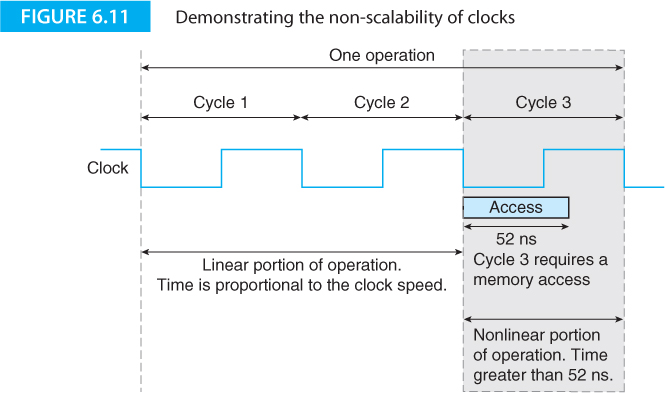 FIGURE 6.11 Demonstrating the non-scalability of clocks
One operation
Cycle 1 Cycle 2 Cycle 3
Clock
Access
52 ns
Cycle 3 requires a
memory access
Linear portion of operation.
Time is proportional to the clock speed.
Nonlinear portion
of operation. Time
greater than 52 ns.